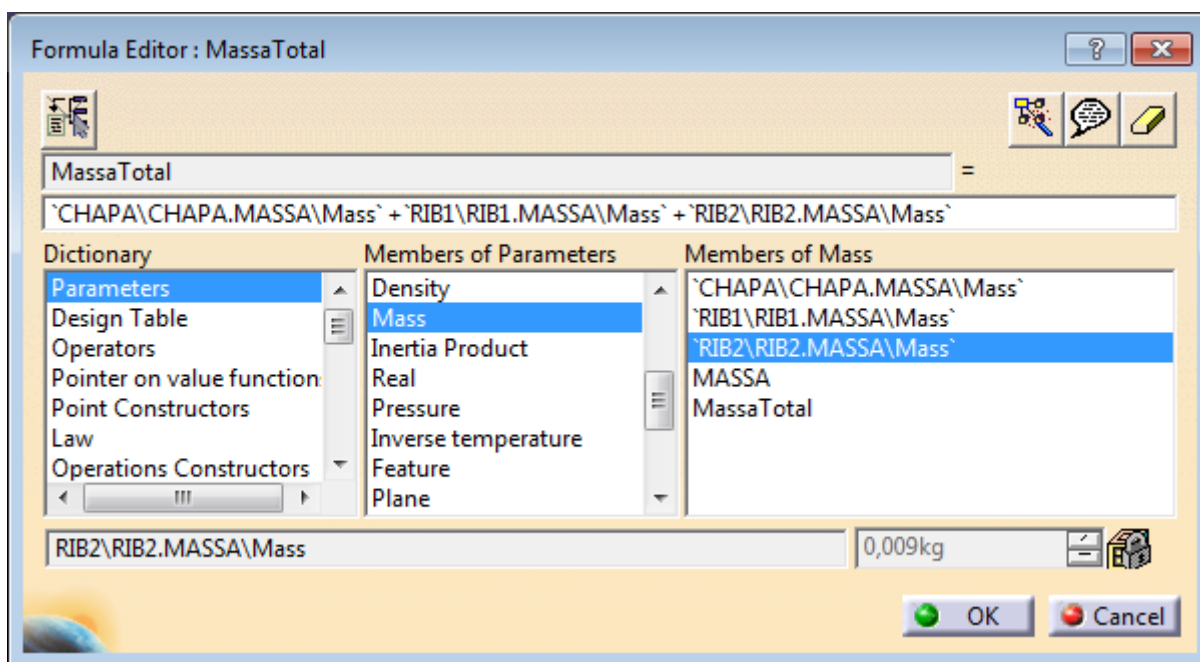 Formula Editor : MassaTotal
MassaTotal =
`CHAPA\CHAPA.MASSA\Mass` +`RIB1\RIB1.MASSA\Mass` +`RIB2\RIB2.MASSA\Mass`
Dictionary
Parameters
Design Table
Operators
Pointer on value function
Point Constructors
Law
Operations Constructors
Members of Parameters
Density
Mass
Inertia Product
Real
Pressure
Inverse temperature
Feature
Plane
Members of Mass
`CHAPA\CHAPA.MASSA\Mass`
`RIB1\RIB1.MASSA\Mass`
`RIB2\RIB2.MASSA\Mass`
MASSA
MassaTotal
RIB2\RIB2.MASSA\Mass 0,009kg
OK Cancel